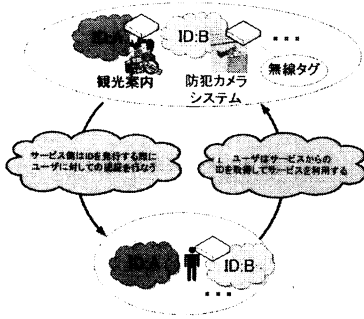 ID:A
ID:B
・・・
観光案内
防犯カメラ
システム
無線タグ
サービス側はIDを発行する際に
ユーザに対しての認証を行なう
ユーザはサービスからの
IDを取得してサービスを利用する
ID:A
ID:B
・・・